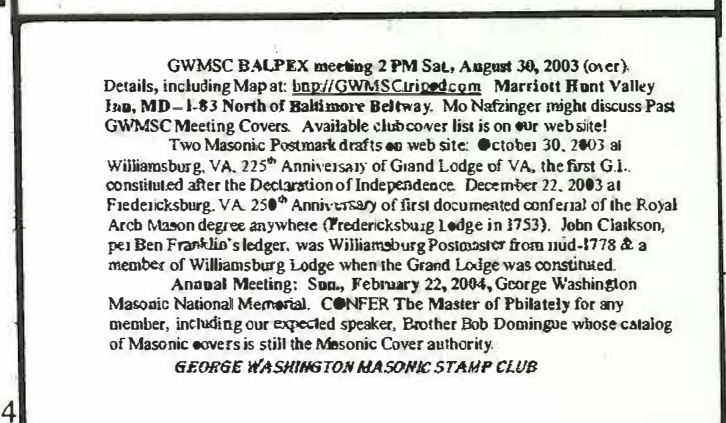 GWMSC BALPEX meeting 2 PM Sat, August 30, 2003 (over).
Details, including Map at: http://GWMSC.tripod.com Marriott Hunt Valley
Inn, MD – I-83 North of Baltimore Beltway. Mo Nafzinger might discuss Past
GWMSC Meeting Covers. Available club cover list is on our web site!
Two Masonic Postmark drafts on web site: October 30, 2003 at
Williamsburg, VA, 225th Anniversary of Grand Lodge of VA, the first G.L.
constituted after the Declaration of Independence. December 22, 2003 at
Fredericksburg, VA 250th Anniversary of first documented conferral of the Royal
Arch Mason degree anywhere (Fredericksburg Lodge in 1753). John Clarkson,
per Ben Franklin's ledger, was Williamsburg Postmaster from mid-1778 & a
member of Williamsburg Lodge when the Grand Lodge was constituted.
Annual Meeting: Sun., February 22, 2004, George Washington
Masonic National Memorial. CONFER The Master of Philately for any
member, including our expected speaker, Brother Bob Domingue whose catalog
of Masonic covers is still the Masonic Cover authority.
GEORGE WASHINGTON MASONIC STAMP CLUB
4